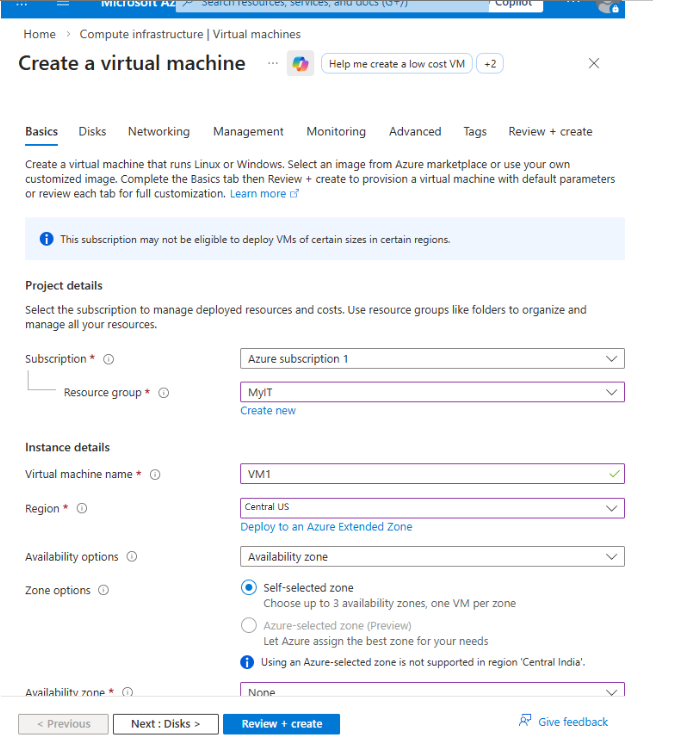 Microsoft Az Search resources, services, and docs (G+/) Copilot
Home > Compute infrastructure | Virtual machines
Create a virtual machine ... Help me create a low cost VM +2
Basics Disks Networking Management Monitoring Advanced Tags Review + create
Create a virtual machine that runs Linux or Windows. Select an image from Azure marketplace or use your own
customized image. Complete the Basics tab then Review + create to provision a virtual machine with default parameters
or review each tab for full customization. Learn more
This subscription may not be eligible to deploy VMs of certain sizes in certain regions.
Project details
Select the subscription to manage deployed resources and costs. Use resource groups like folders to organize and
manage all your resources.
Subscription * Azure subscription 1
Resource group * MyIT
Create new
Instance details
Virtual machine name * VM1
Region * Central US
Deploy to an Azure Extended Zone
Availability options Availability zone
Zone options Self-selected zone
Choose up to 3 availability zones, one VM per zone
Azure-selected zone (Preview)
Let Azure assign the best zone for your needs
Using an Azure-selected zone is not supported in region 'Central India'.
Availability zone * None
< Previous Next : Disks > Review + create Give feedback